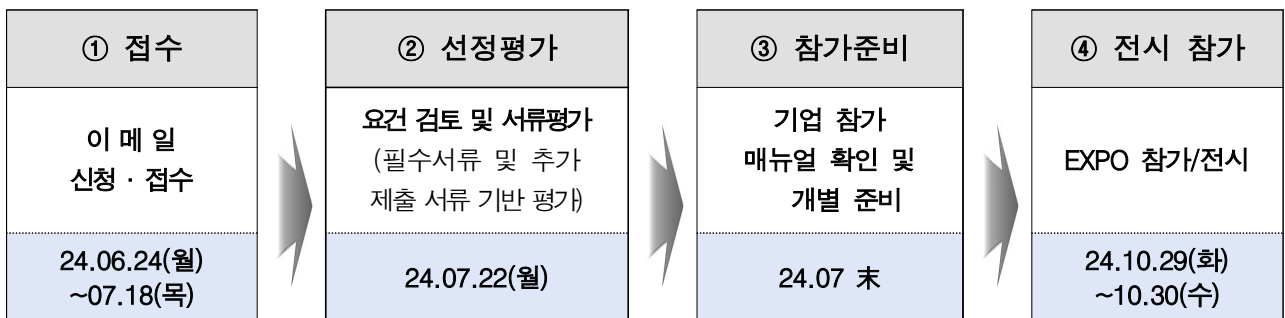 ① 접수
이 메 일
신청 · 접수
24.06.24(월)
~07.18(목)
② 선정평가
요건 검토 및 서류평가
(필수서류 및 추가
제출 서류 기반 평가)
24.07.22(월)
③ 참가준비
기업 참가
매뉴얼 확인 및
개별 준비
24.07 末
④ 전시 참가
EXPO 참가/전시
24.10.29(화)
~10.30(수)